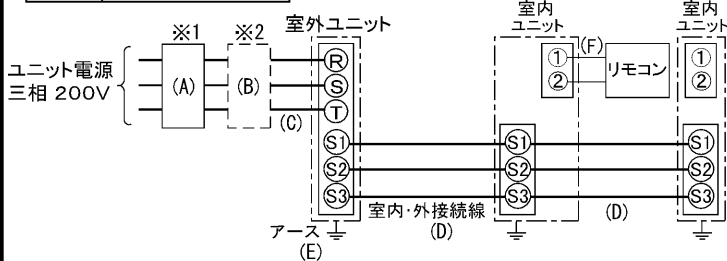 ※1
※2
室外ユニット
室内
ユニット
室内
ユニット
ユニット電源
三相 200V
(A)
(B)
(C)
R
S
T
①
②
(F)
リモコン
①
②
S1
S2
S3
S1
S2
S3
S1
S2
S3
室内・外接続線
(D)
(D)
アース
(E)